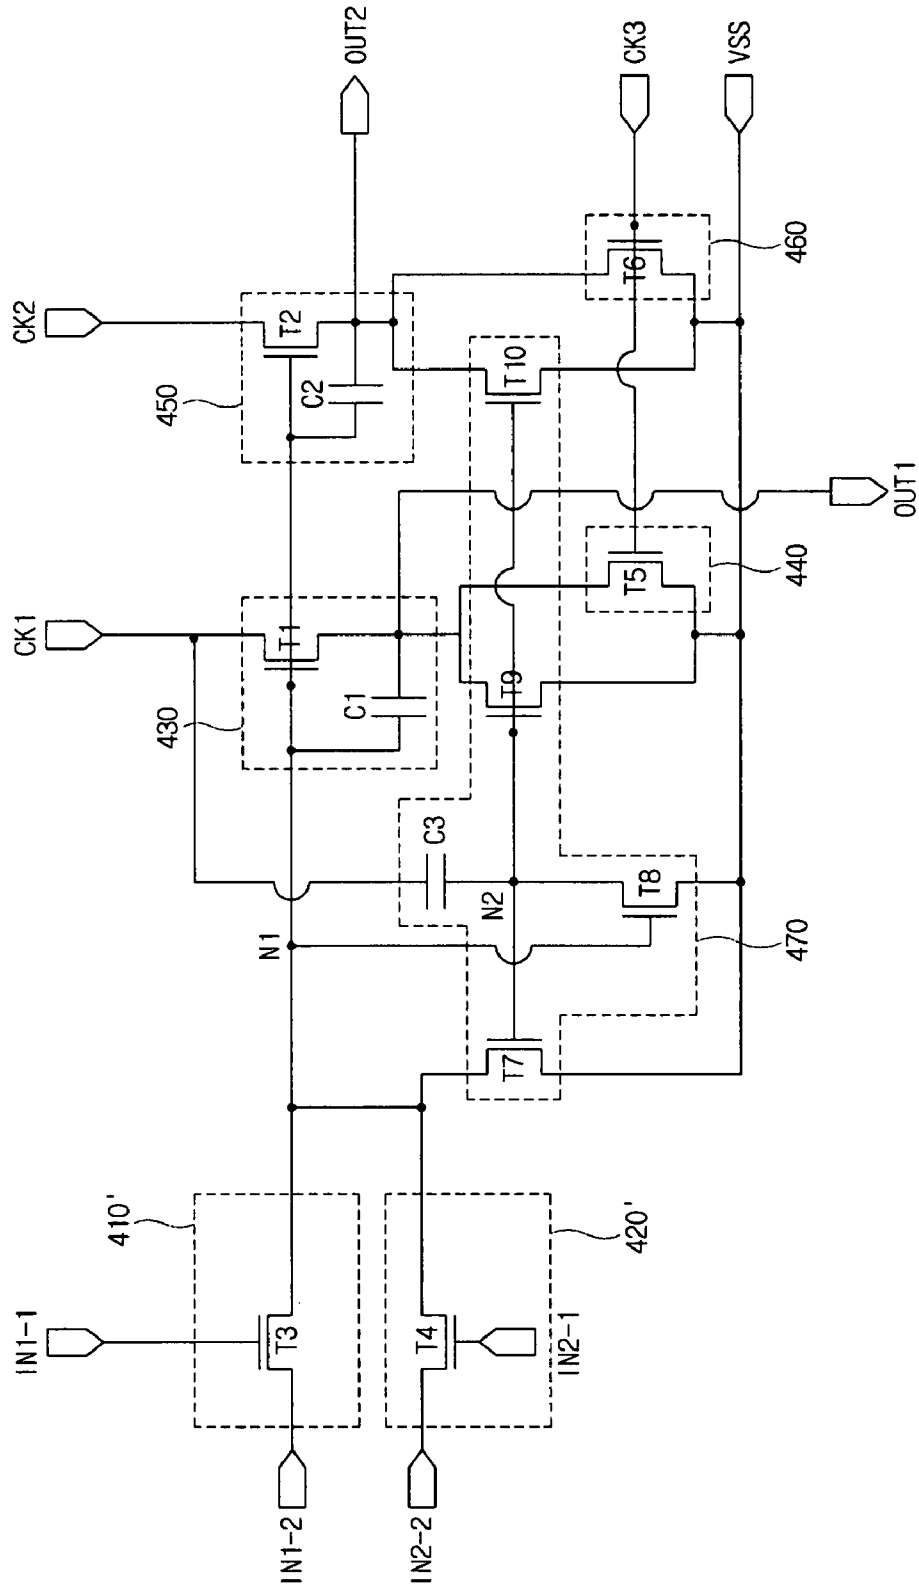 IN1-1
410'
CK1
CK2
IN1-2
T3
N1
430
T1
C1
450
T2
C2
OUT2
IN2-2
T4
IN2-1
420'
C3
N2
T7
T8
T9
T10
470
T5
440
T6
460
CK3
VSS
OUT1